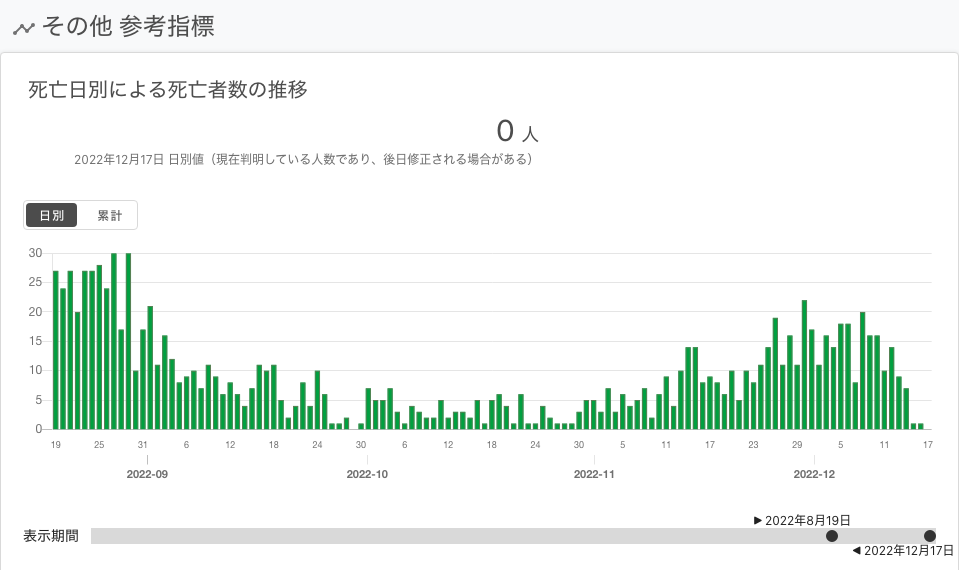 その他 参考指標
死亡日別による死亡者数の推移
0 人
2022年12月17日 日別値（現在判明している人数であり、後日修正される場合がある）
日別 累計
30
25
20
15
10
5
0
19 25 31 6 12 18 24 30 6 12 18 24 30 5 11 17 23 29 5 11 17
2022-09 2022-10 2022-11 2022-12
▶ 2022年8月19日
表示期間
◀ 2022年12月17日